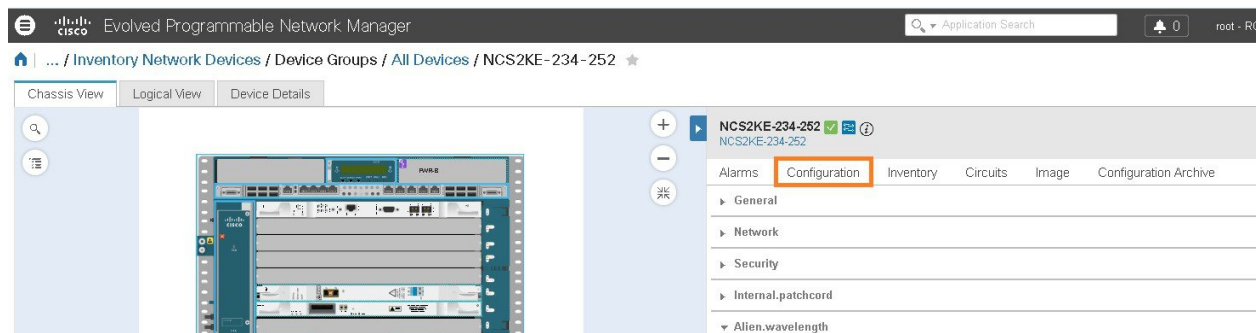 CISCO Evolved Programmable Network Manager Application Search 0 root - RO
... / Inventory Network Devices / Device Groups / All Devices / NCS2KE-234-252
Chassis View Logical View Device Details
NCS2KE-234-252
NCS2KE-234-252
Alarms Configuration Inventory Circuits Image Configuration Archive
General
Network
Security
Internal.patchcord
Alien.wavelength
PWR-B
CISCO